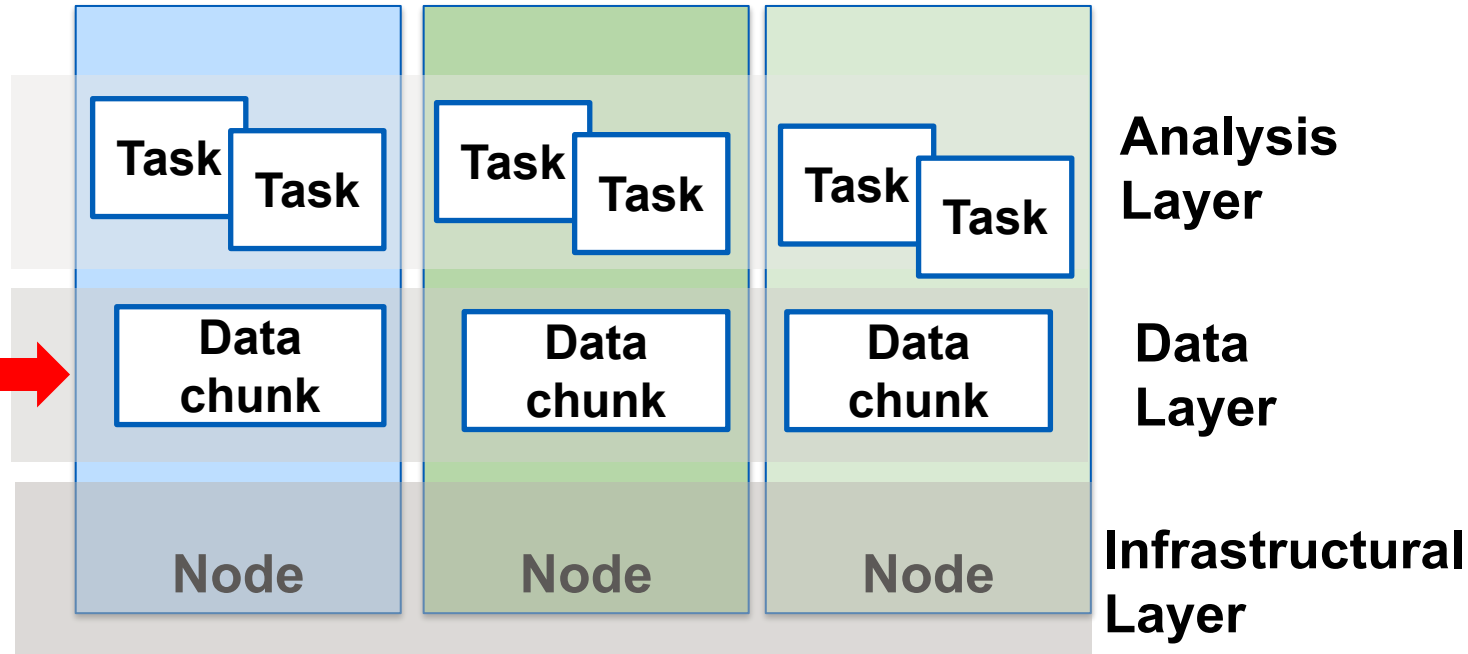 Task
Task
Task
Task
Task
Task
Analysis
Layer
Data
chunk
Data
chunk
Data
chunk
Data
Layer
Node
Node
Node
Infrastructural
Layer